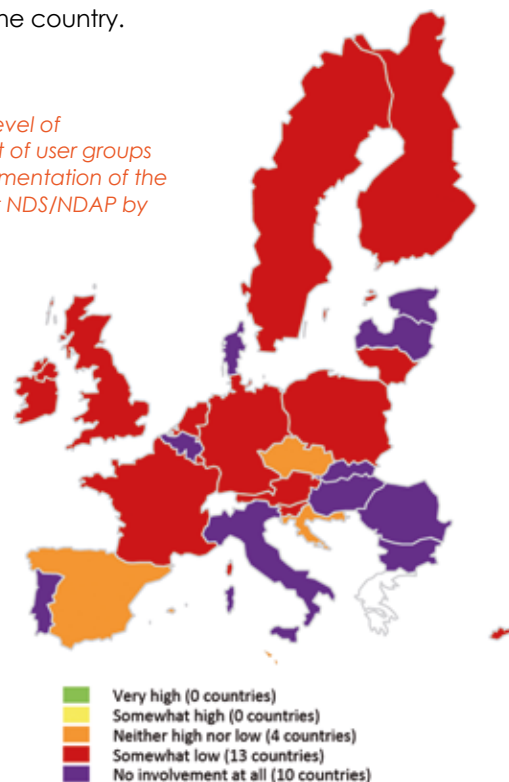 ne country.
evel of
t of user groups
mentation of the
t NDS/NDAP by
Very high (0 countries)
Somewhat high (0 countries)
Neither high nor low (4 countries)
Somewhat low (13 countries)
No involvement at all (10 countries)